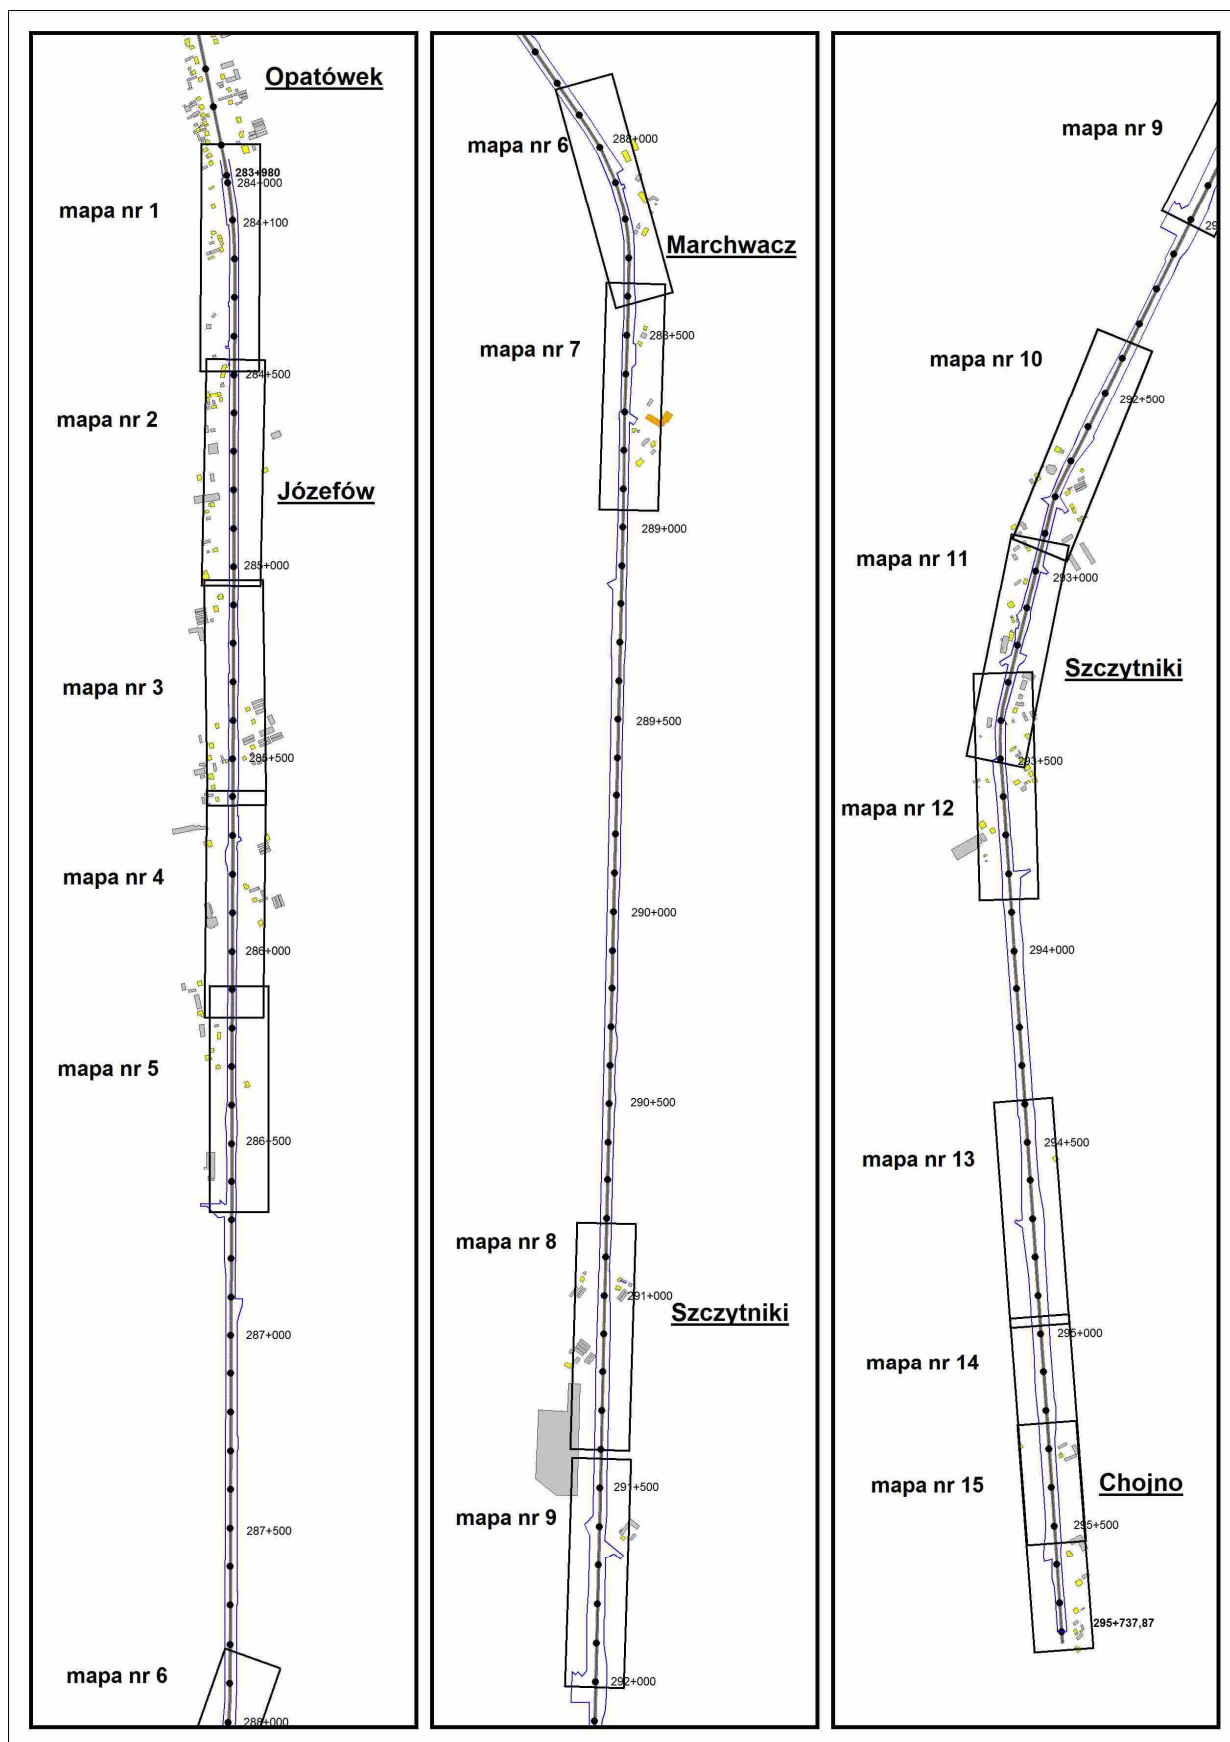 Opatówek
283+980
284+000
mapa nr 1
284+100
284+500
mapa nr 2
Józefów
285+000
mapa nr 3
285+500
mapa nr 4
286+000
mapa nr 5
286+500
287+000
287+500
mapa nr 6
288+000
288+000
mapa nr 6
Marchwacz
288+500
mapa nr 7
289+000
289+500
290+000
290+500
mapa nr 8
291+000
Szczytniki
291+500
mapa nr 9
292+000
mapa nr 9
29
mapa nr 10
292+500
mapa nr 11
293+000
Szczytniki
293+500
mapa nr 12
294+000
294+500
mapa nr 13
295+000
mapa nr 14
mapa nr 15
Chojno
295+500
295+737,87